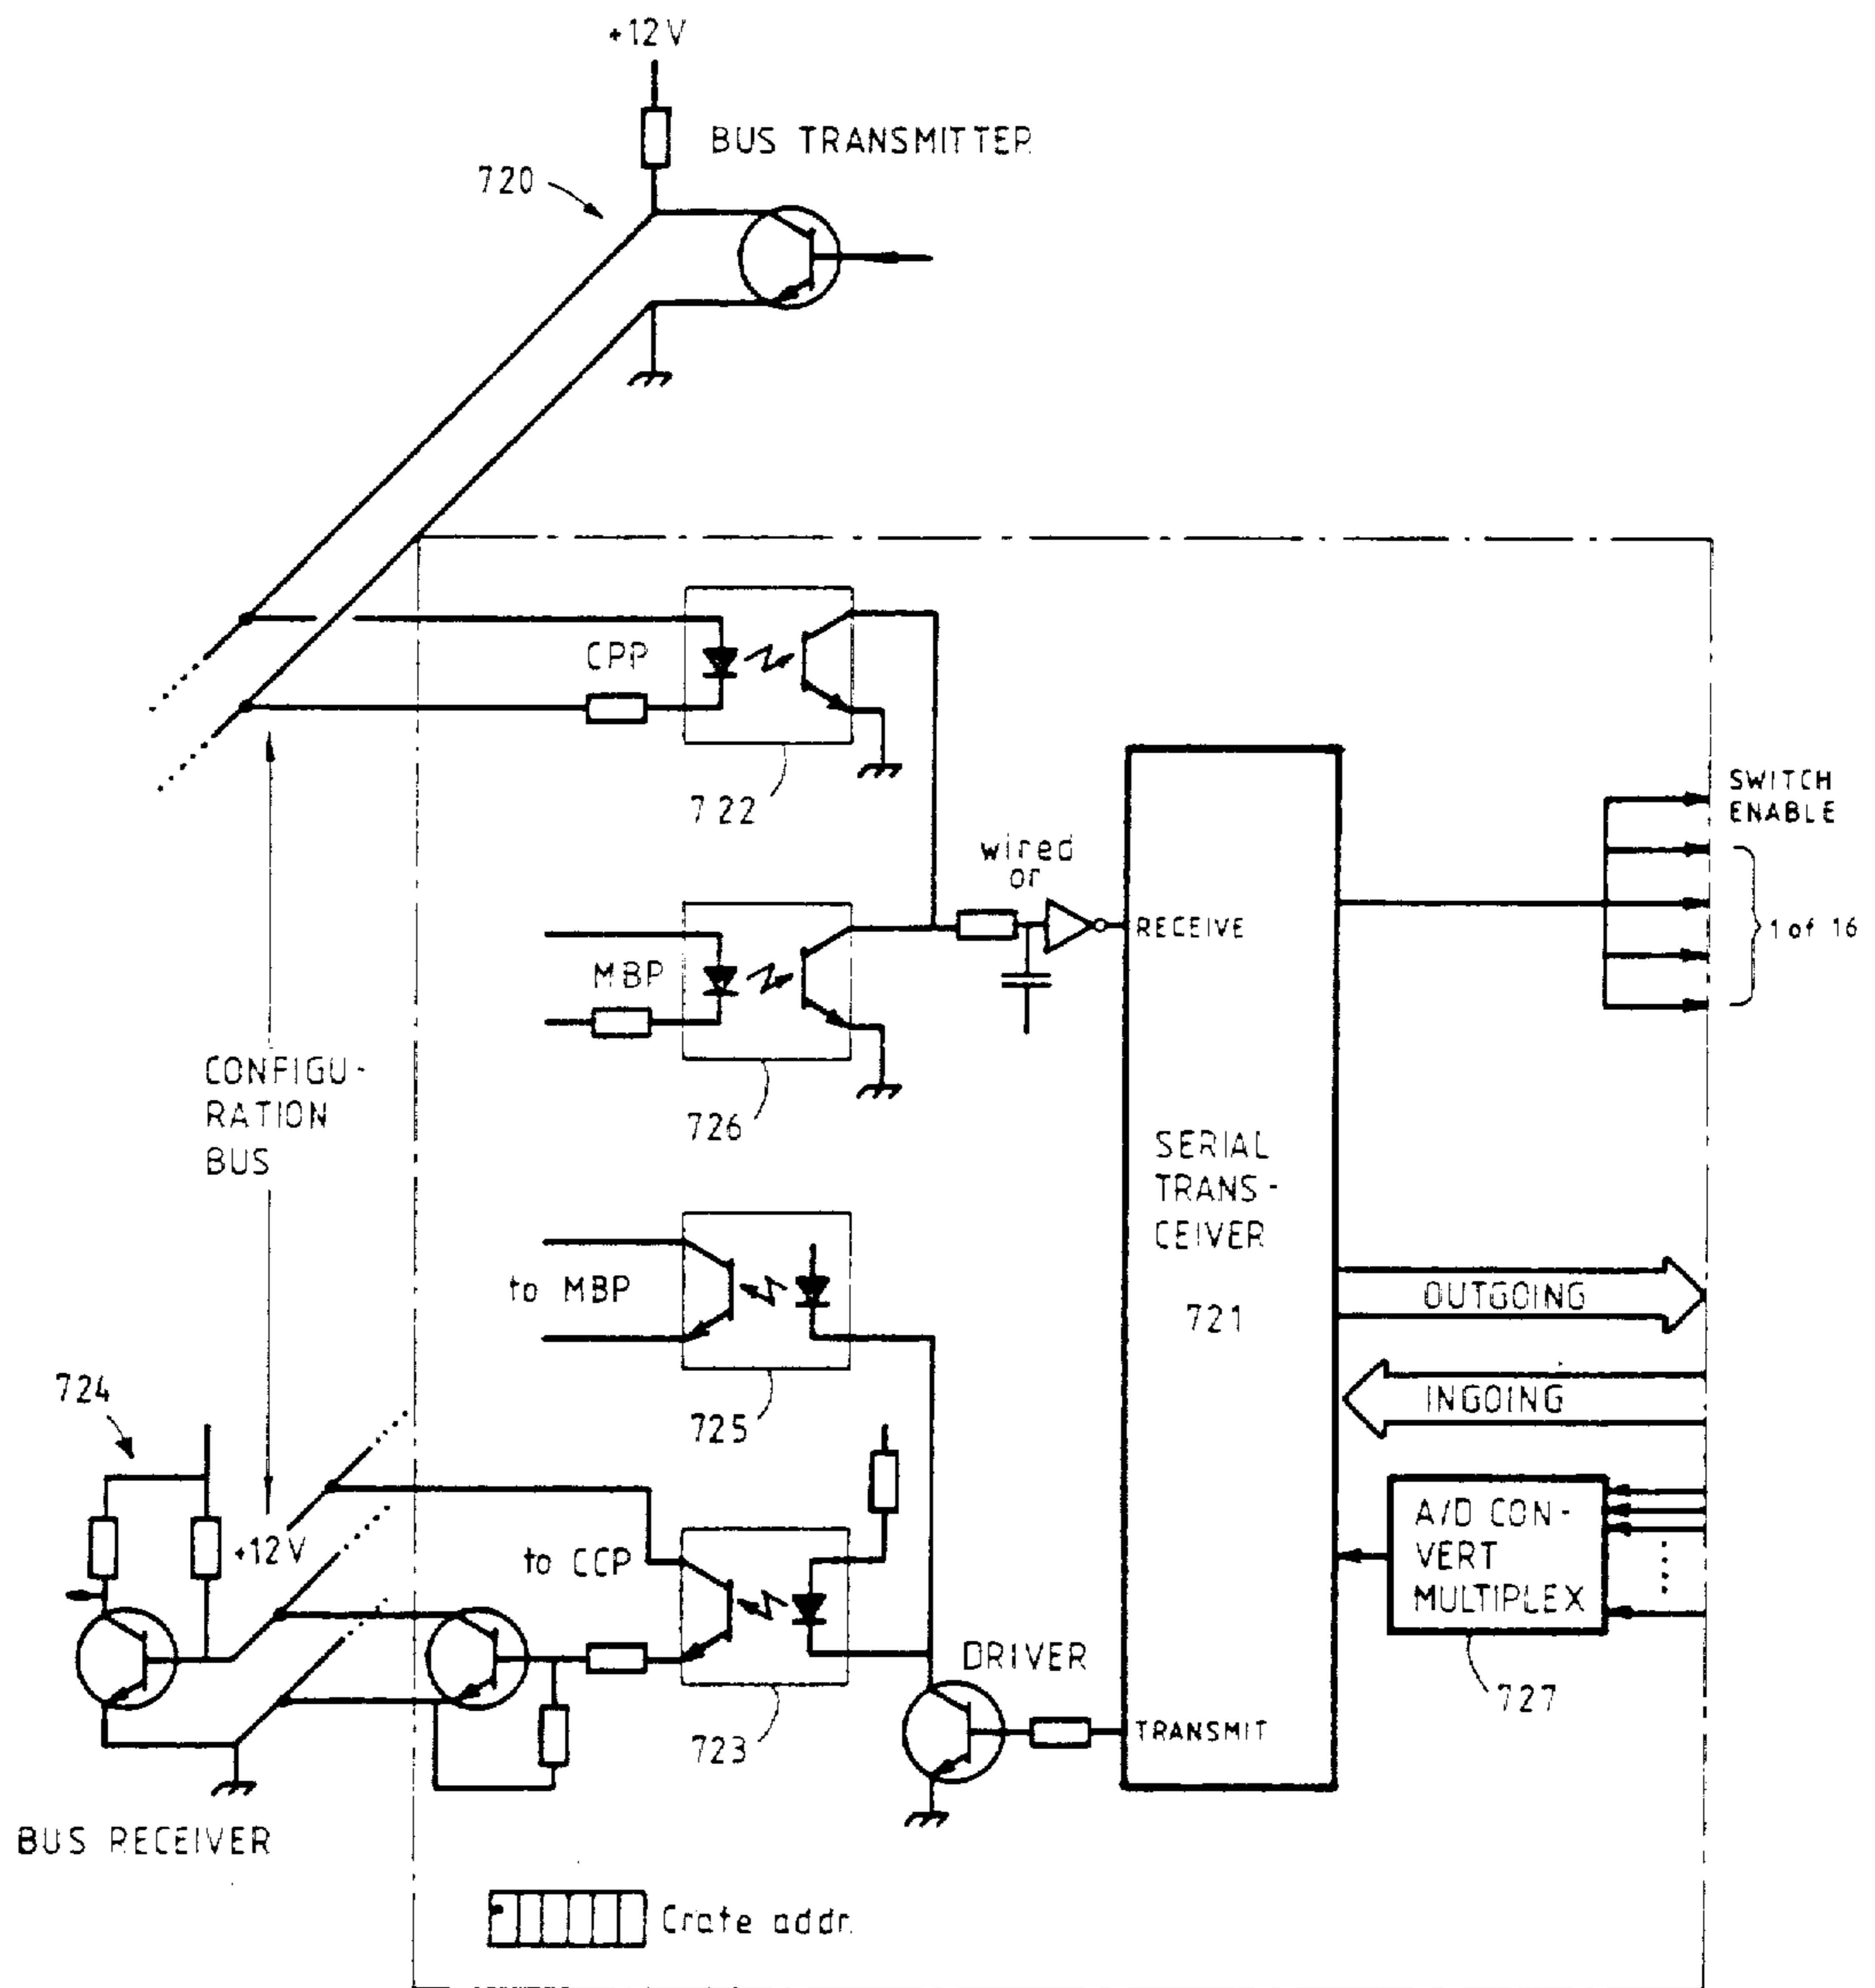 +12V
BUS TRANSMITTER
720
CPP
722
SWITCH
ENABLE
wired
or
RECEIVE
1 of 16
MBP
726
CONFIGU-
RATION
BUS
SERIAL
TRANS-
CEIVER
721
to MBP
OUTGOING
725
INGOING
724
+12V
to CCP
A/D CON-
VERT
MULTIPLEX
DRIVER
727
723
TRANSMIT
BUS RECEIVER
Crate addr.